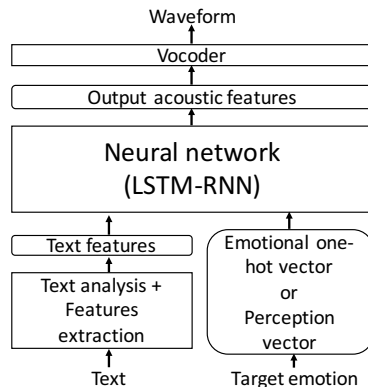 Waveform
Vocoder
Output acoustic features
Neural network
(LSTM-RNN)
Text features
Text analysis +
Features
extraction
Text
Emotional one-
hot vector
or
Perception
vector
Target emotion